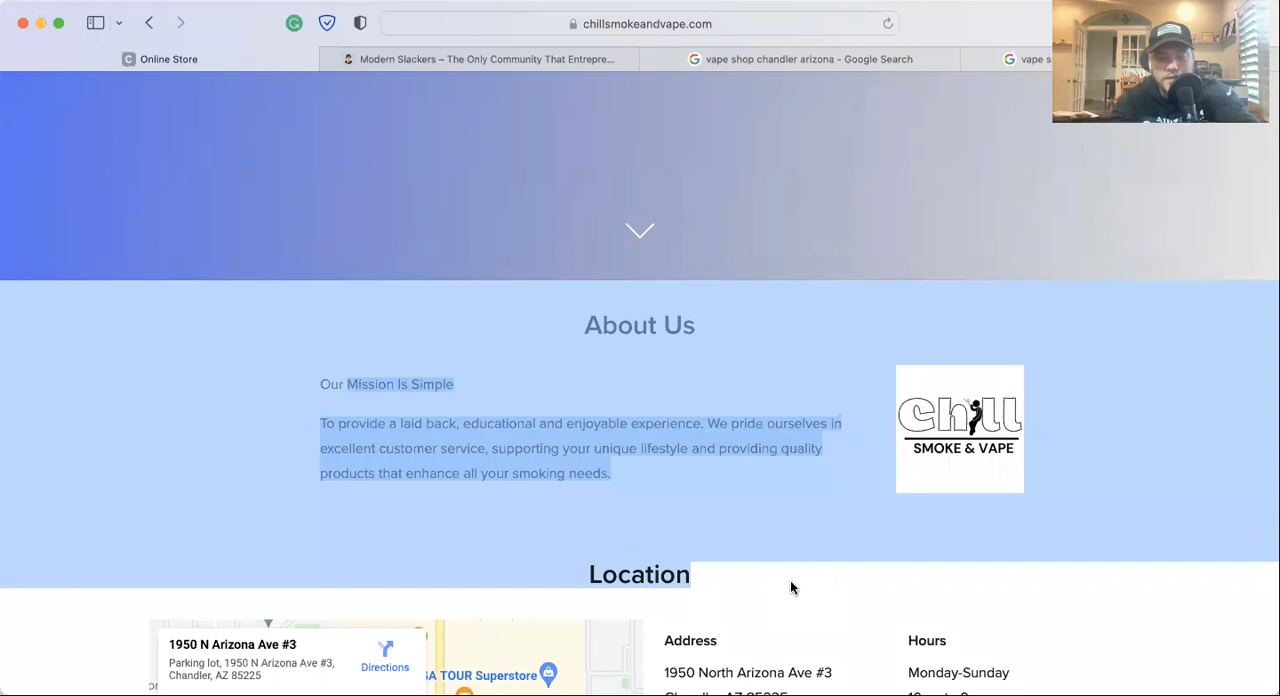 chillsmokeandvape.com
Online Store
Modern Slackers – The Only Community That Entrepre...
vape shop chandler arizona - Google Search
vape s
About Us
Our Mission Is Simple
To provide a laid back, educational and enjoyable experience. We pride ourselves in
excellent customer service, supporting your unique lifestyle and providing quality
products that enhance all your smoking needs.
Chill
SMOKE & VAPE
Location
1950 N Arizona Ave #3
Parking lot, 1950 N Arizona Ave #3,
Chandler, AZ 85225
Directions
GA TOUR Superstore
Address
1950 North Arizona Ave #3
Chandler, AZ 85225
Hours
Monday-Sunday